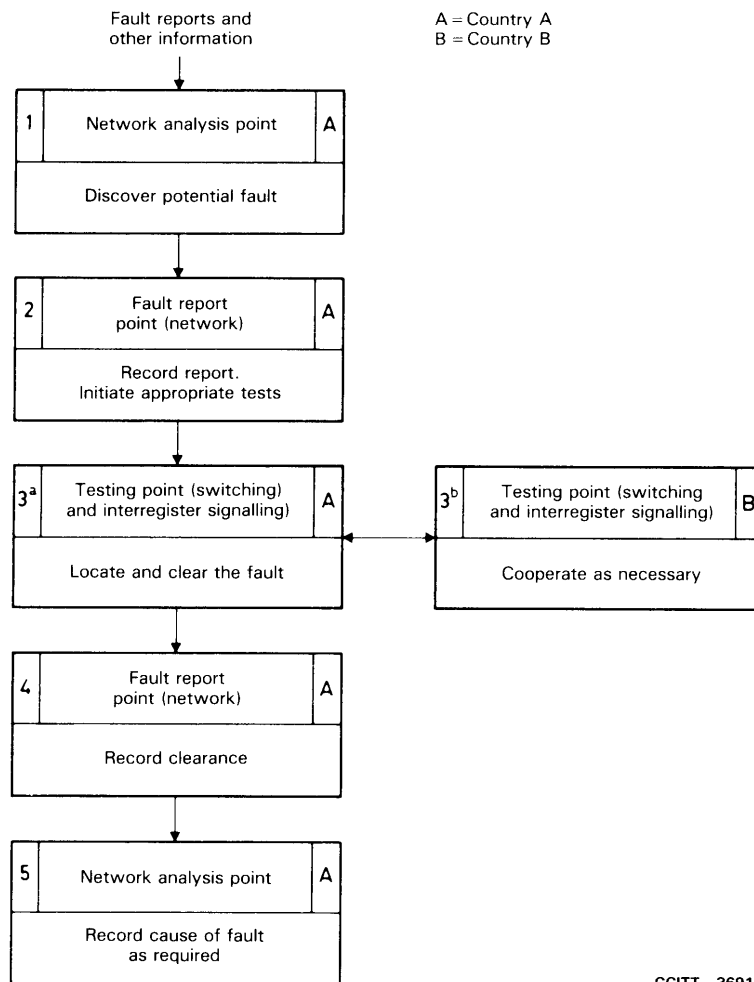 Fault reports and
other information
A = Country A
B = Country B
1
Network analysis point
A
Discover potential fault
2
Fault report
point (network)
A
Record report.
Initiate appropriate tests
3a
Testing point (switching)
and interregister signalling)
A
Locate and clear the fault
3b
Testing point (switching
and interregister signalling)
B
Cooperate as necessary
4
Fault report
point (network)
A
Record clearance
5
Network analysis point
A
Record cause of fault
as required